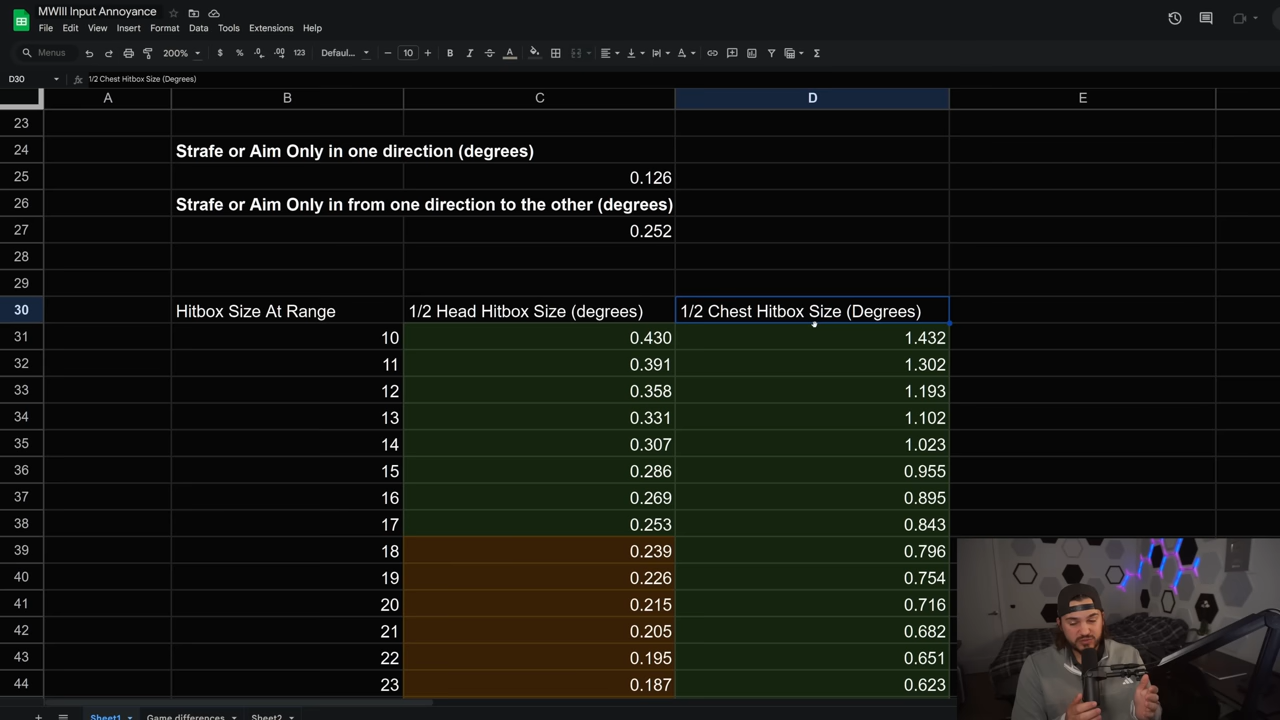 MWIII Input Annoyance
File Edit View Insert Format Data Tools Extensions Help
Menus 200% $ % .0 .00 123 Defaul... 10 B I S A
D30 fx 1/2 Chest Hitbox Size (Degrees)
A B C D E
23
24 Strafe or Aim Only in one direction (degrees)
25 0.126
26 Strafe or Aim Only in from one direction to the other (degrees)
27 0.252
28
29
30 Hitbox Size At Range 1/2 Head Hitbox Size (degrees) 1/2 Chest Hitbox Size (Degrees)
31 10 0.430 1.432
32 11 0.391 1.302
33 12 0.358 1.193
34 13 0.331 1.102
35 14 0.307 1.023
36 15 0.286 0.955
37 16 0.269 0.895
38 17 0.253 0.843
39 18 0.239 0.796
40 19 0.226 0.754
41 20 0.215 0.716
42 21 0.205 0.682
43 22 0.195 0.651
44 23 0.187 0.623
Sheet1 Game differences Sheet2